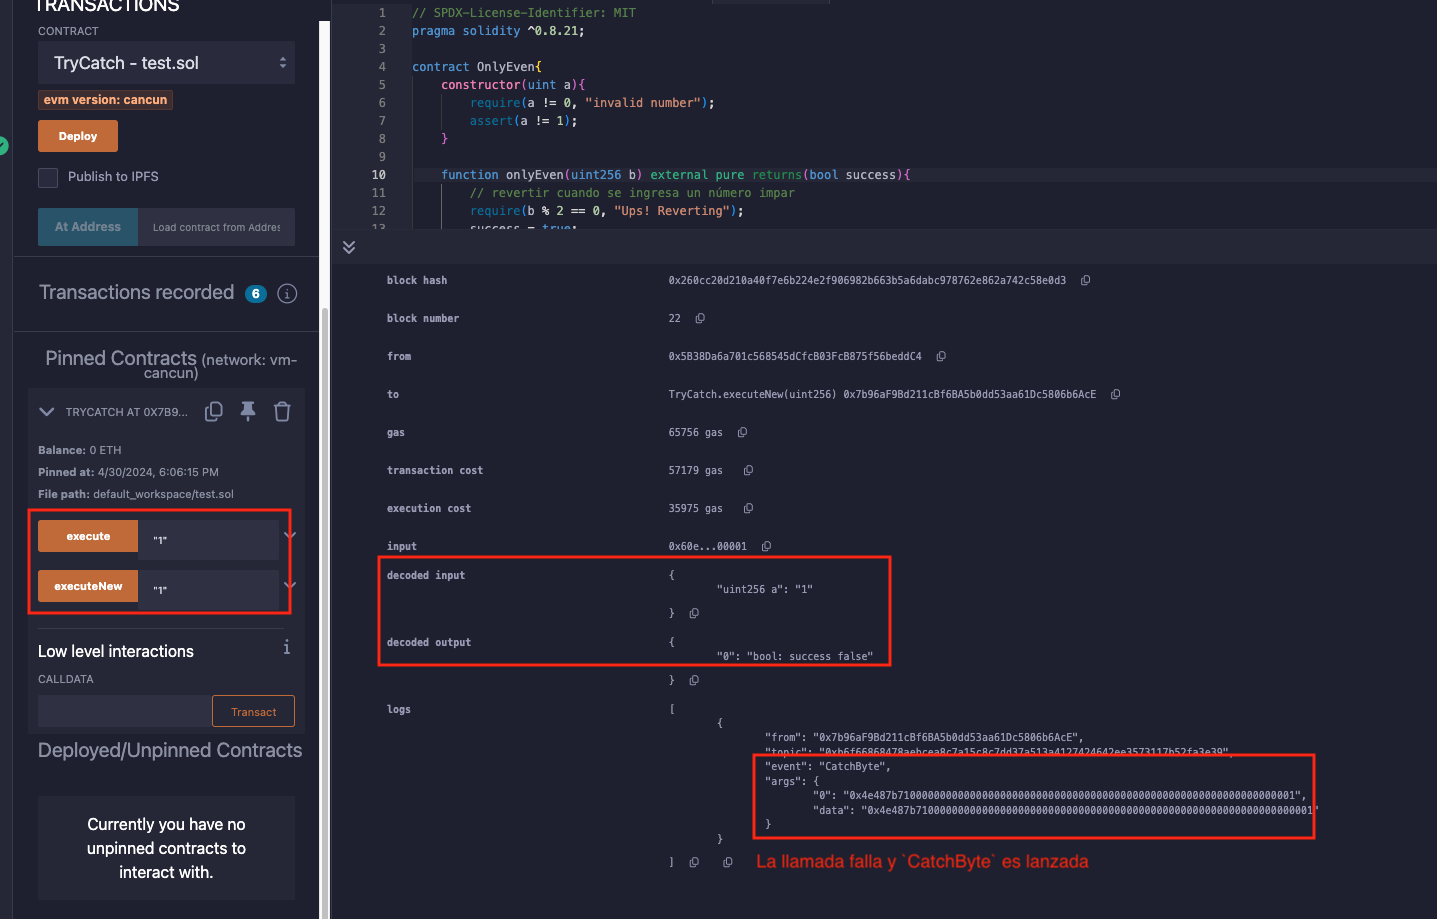 TRANSACTIONS
CONTRACT
TryCatch - test.sol
evm version: cancun
Deploy
Publish to IPFS
At Address
Load contract from Addres
Transactions recorded 6
Pinned Contracts (network: vm-
cancun)
TRYCATCH AT 0X7B9...
Balance: 0 ETH
Pinned at: 4/30/2024, 6:06:15 PM
File path: default_workspace/test.sol
execute "1"
executeNew "1"
Low level interactions
CALLDATA
Transact
Deployed/Unpinned Contracts
Currently you have no
unpinned contracts to
interact with.
1 // SPDX-License-Identifier: MIT
2 pragma solidity ^0.8.21;
3
4 contract OnlyEven{
5 constructor(uint a){
6 require(a != 0, "invalid number");
7 assert(a != 1);
8 }
9
10 function onlyEven(uint256 b) external pure returns(bool success){
11 // revertir cuando se ingresa un número impar
12 require(b % 2 == 0, "Ups! Reverting");
13 success = true;
block hash 0x260cc20d210a40f7e6b224e2f906982b663b5a6dabc978762e862a742c58e0d3
block number 22
from 0x5B38Da6a701c568545dCfcB03FcB875f56beddC4
to TryCatch.executeNew(uint256) 0x7b96aF9Bd211cBf6BA5b0dd53aa61Dc5806b6AcE
gas 65756 gas
transaction cost 57179 gas
execution cost 35975 gas
input 0x60e...00001
decoded input {
"uint256 a": "1"
}
decoded output {
"0": "bool: success false"
}
logs [
{
"from": "0x7b96aF9Bd211cBf6BA5b0dd53aa61Dc5806b6AcE",
"topic":
"event": "CatchByte",
"args": {
"0": "0x4e487b710000000000000000000000000000000000000000000000000000000000000001",
"data": "0x4e487b710000000000000000000000000000000000000000000000000000000000000001"
}
}
]
La llamada falla y `CatchByte` es lanzada